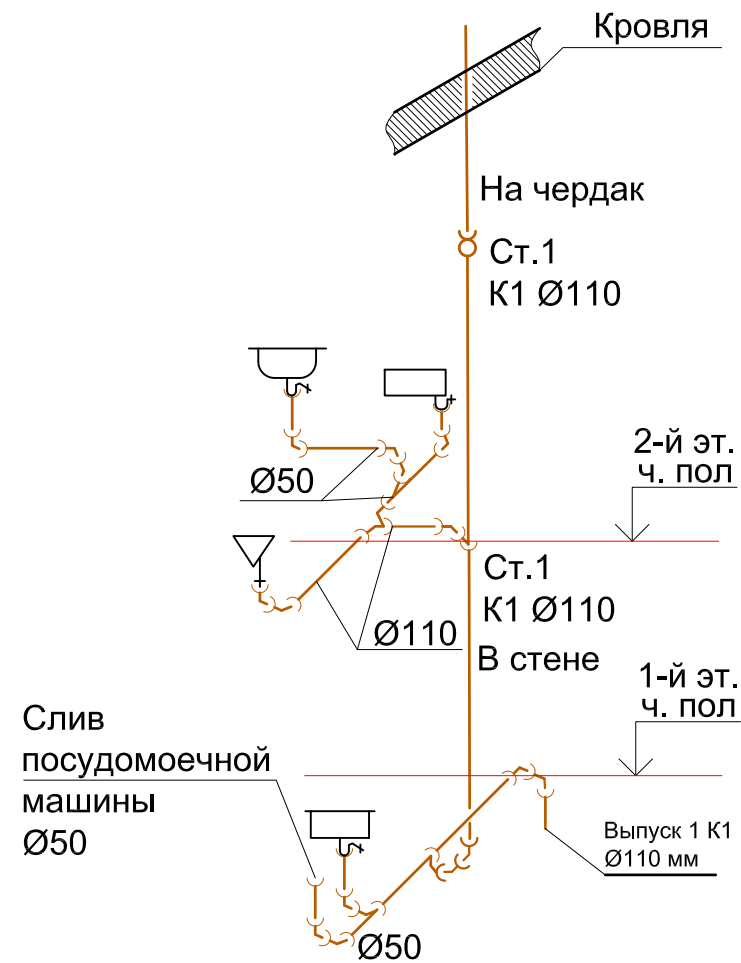 Кровля
На чердак
Ст.1
К1 Ø110
2-й эт.
ч. пол
Ø50
Ст.1
К1 Ø110
Ø110
В стене
1-й эт.
ч. пол
Слив
посудомоечной
машины
Ø50
Выпуск 1 К1
Ø110 мм
Ø50